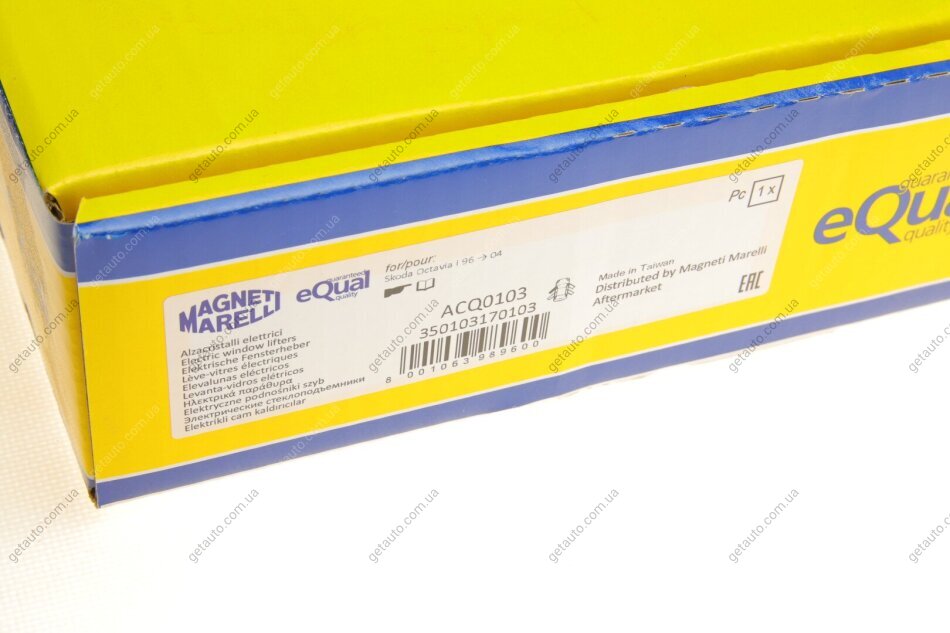 MAGNETI
MARELLI
eQual
guaranteed
quality
for/pour:
Skoda Octavia I 96 → 04
ACQ0103
350103170103
8 001063 989600
Pc 1 x
Made in Taiwan
Distributed by Magneti Marelli
Aftermarket
EAC
Alzacristalli elettrici
Electric window lifters
Elektrische Fensterheber
Lève-vitres électriques
Elevalunas eléctricos
Levanta-vidros elétricos
Ηλεκτρικά παράθυρα
Elektryczne podnośniki szyb
Электрические стеклоподъемники
Elektrikli cam kaldırıcılar
eQual
quality
getauto.com.ua